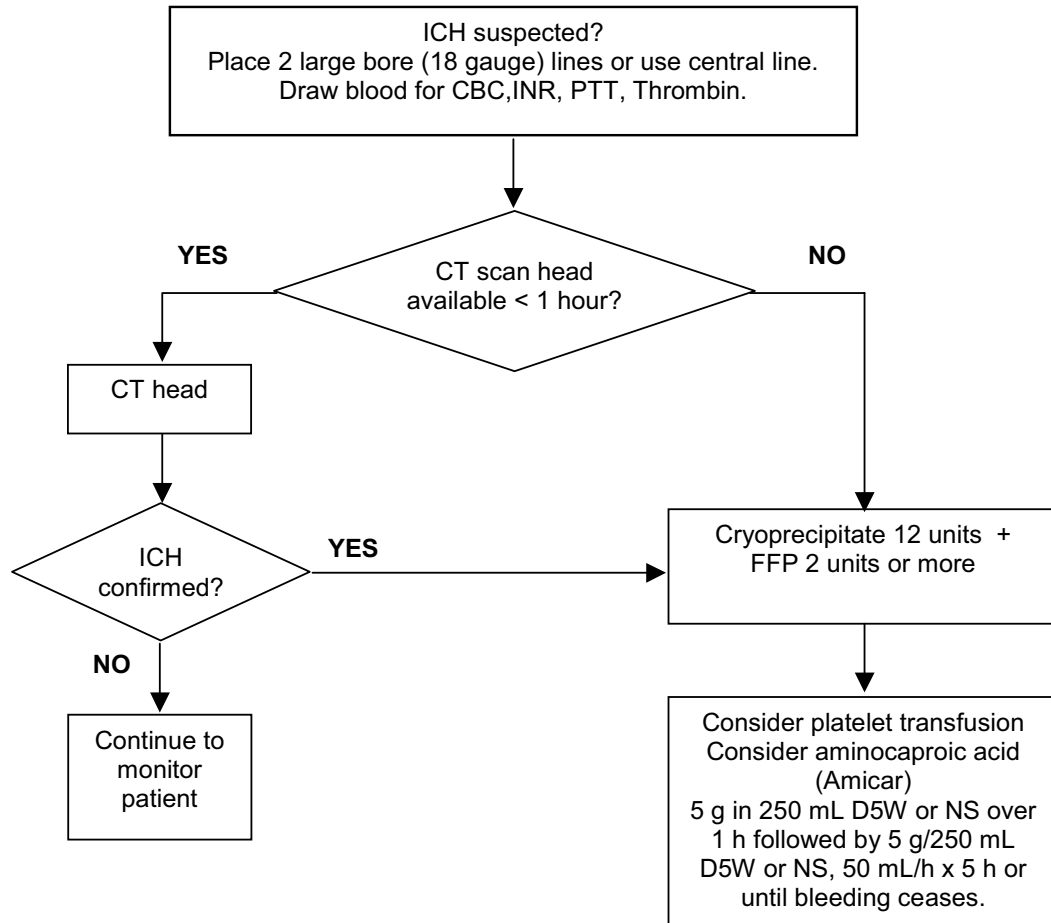 ICH suspected?
Place 2 large bore (18 gauge) lines or use central line.
Draw blood for CBC,INR, PTT, Thrombin.
YES
NO
CT scan head
available < 1 hour?
CT head
ICH
confirmed?
YES
NO
Cryoprecipitate 12 units +
FFP 2 units or more
Continue to
monitor
patient
Consider platelet transfusion
Consider aminocaproic acid
(Amicar)
5 g in 250 mL D5W or NS over
1 h followed by 5 g/250 mL
D5W or NS, 50 mL/h x 5 h or
until bleeding ceases.